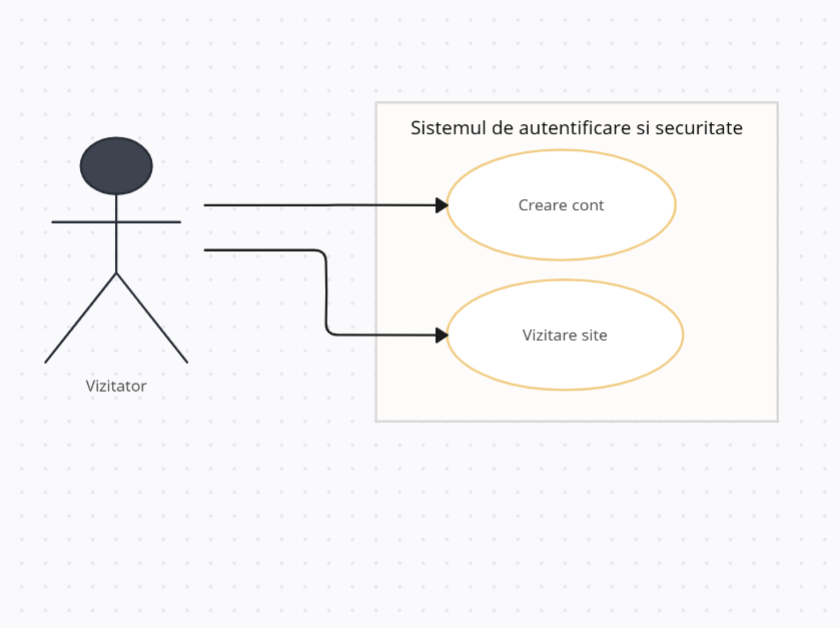 Sistemul de autentificare si securitate
Creare cont
Vizitare site
Vizitator